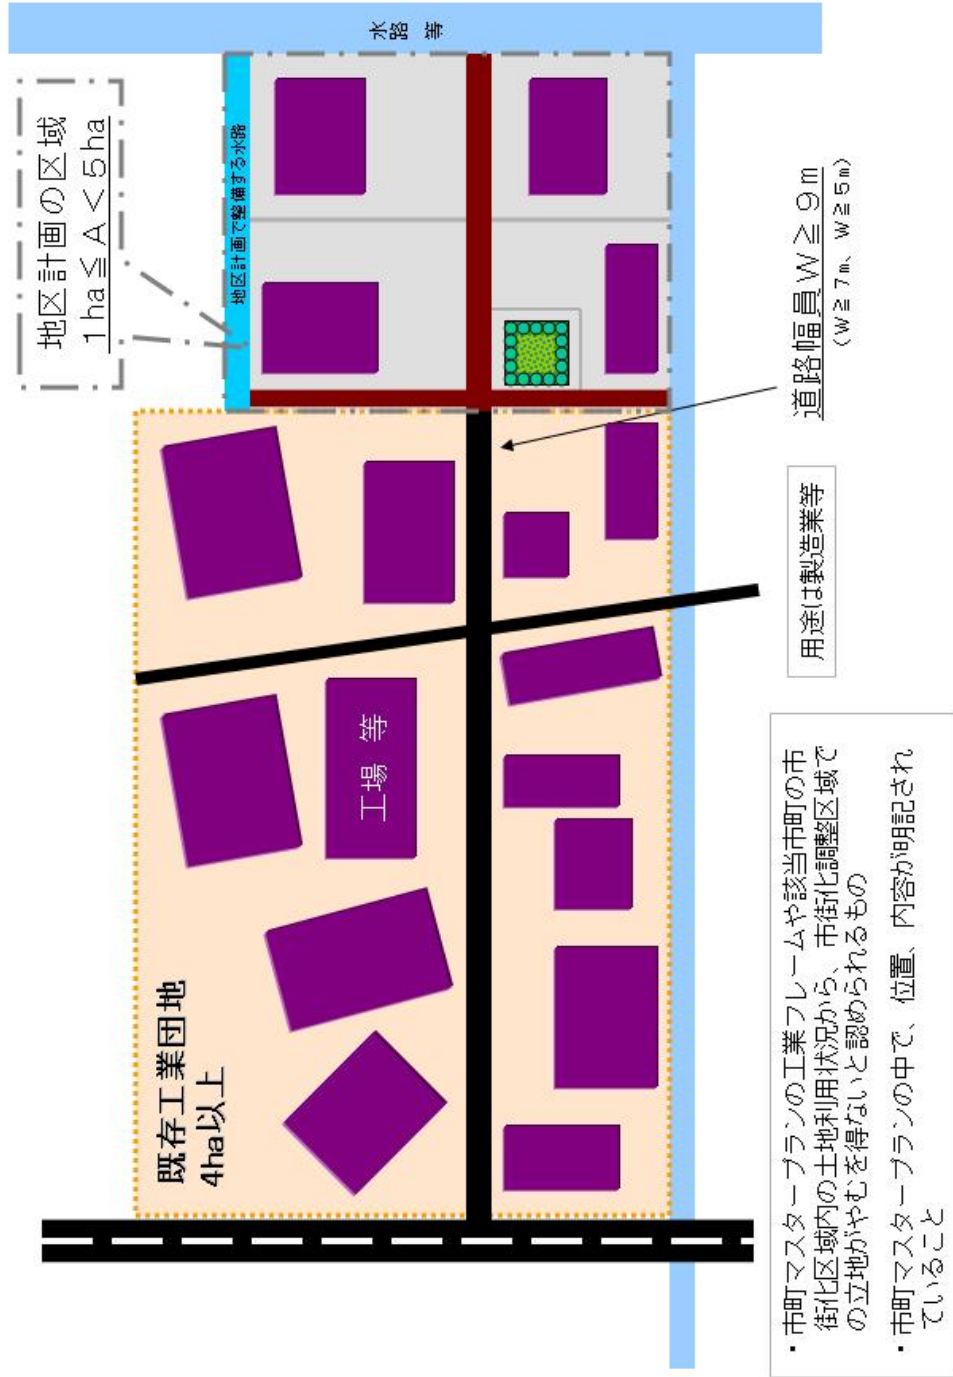 水路 等
地区計画の区域
1ha≦A<5ha
地区計画で整備する水路
既存工業団地
4ha以上
工場 等
道路幅員W≧9m
(W≧7m、W≧5m)
用途は製造業等
・市町マスタープランの工業フレームや該当市町の市
街化区域内の土地利用状況から、市街化調整区域で
の立地がやむを得ないと認められるもの
・市町マスタープランの中で、位置、内容が明記され
ていること